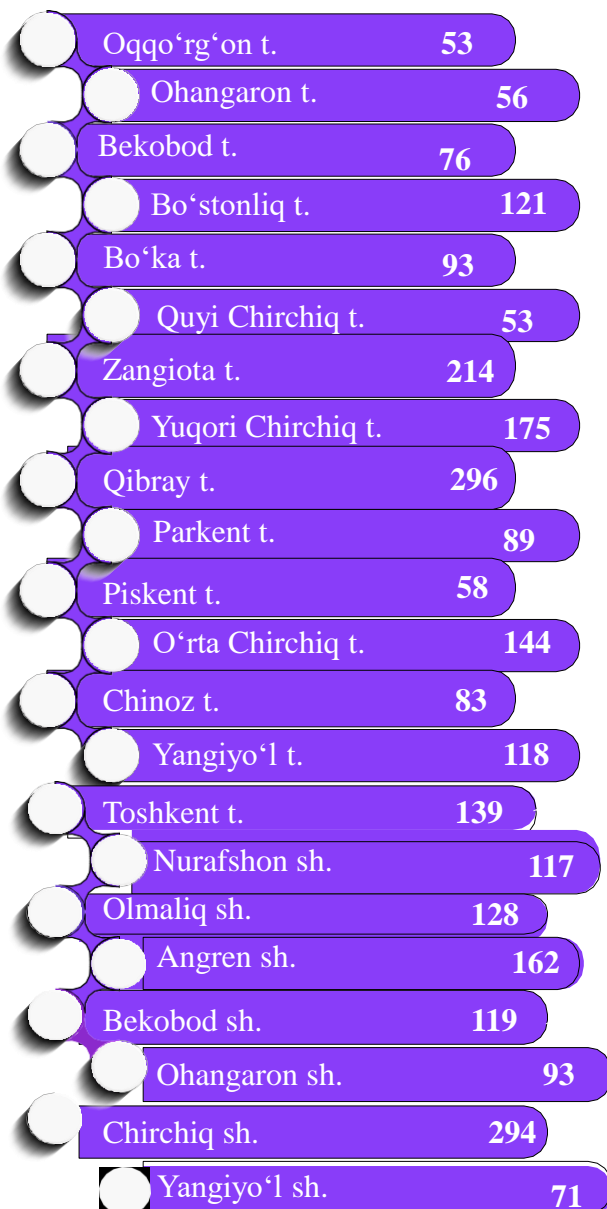 Oqqo‘rg‘on t. 53
Ohangaron t. 56
Bekobod t. 76
Bo‘stonliq t. 121
Bo‘ka t. 93
Quyi Chirchiq t. 53
Zangiota t. 214
Yuqori Chirchiq t. 175
Qibray t. 296
Parkent t. 89
Piskent t. 58
O‘rta Chirchiq t. 144
Chinoz t. 83
Yangiyo‘l t. 118
Toshkent t. 139
Nurafshon sh. 117
Olmaliq sh. 128
Angren sh. 162
Bekobod sh. 119
Ohangaron sh. 93
Chirchiq sh. 294
Yangiyo‘l sh. 71